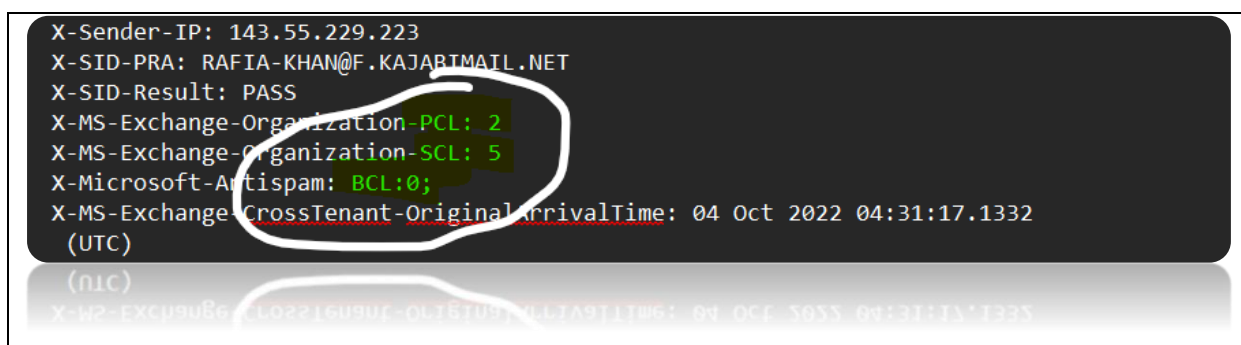 X-Sender-IP: 143.55.229.223
X-SID-PRA: RAFIA-KHAN@F.KAJABIMAIL.NET
X-SID-Result: PASS
X-MS-Exchange-Organization-PCL: 2
X-MS-Exchange-Organization-SCL: 5
X-Microsoft-Antispam: BCL:0;
X-MS-Exchange-CrossTenant-OriginalArrivalTime: 04 Oct 2022 04:31:17.1332
(UTC)